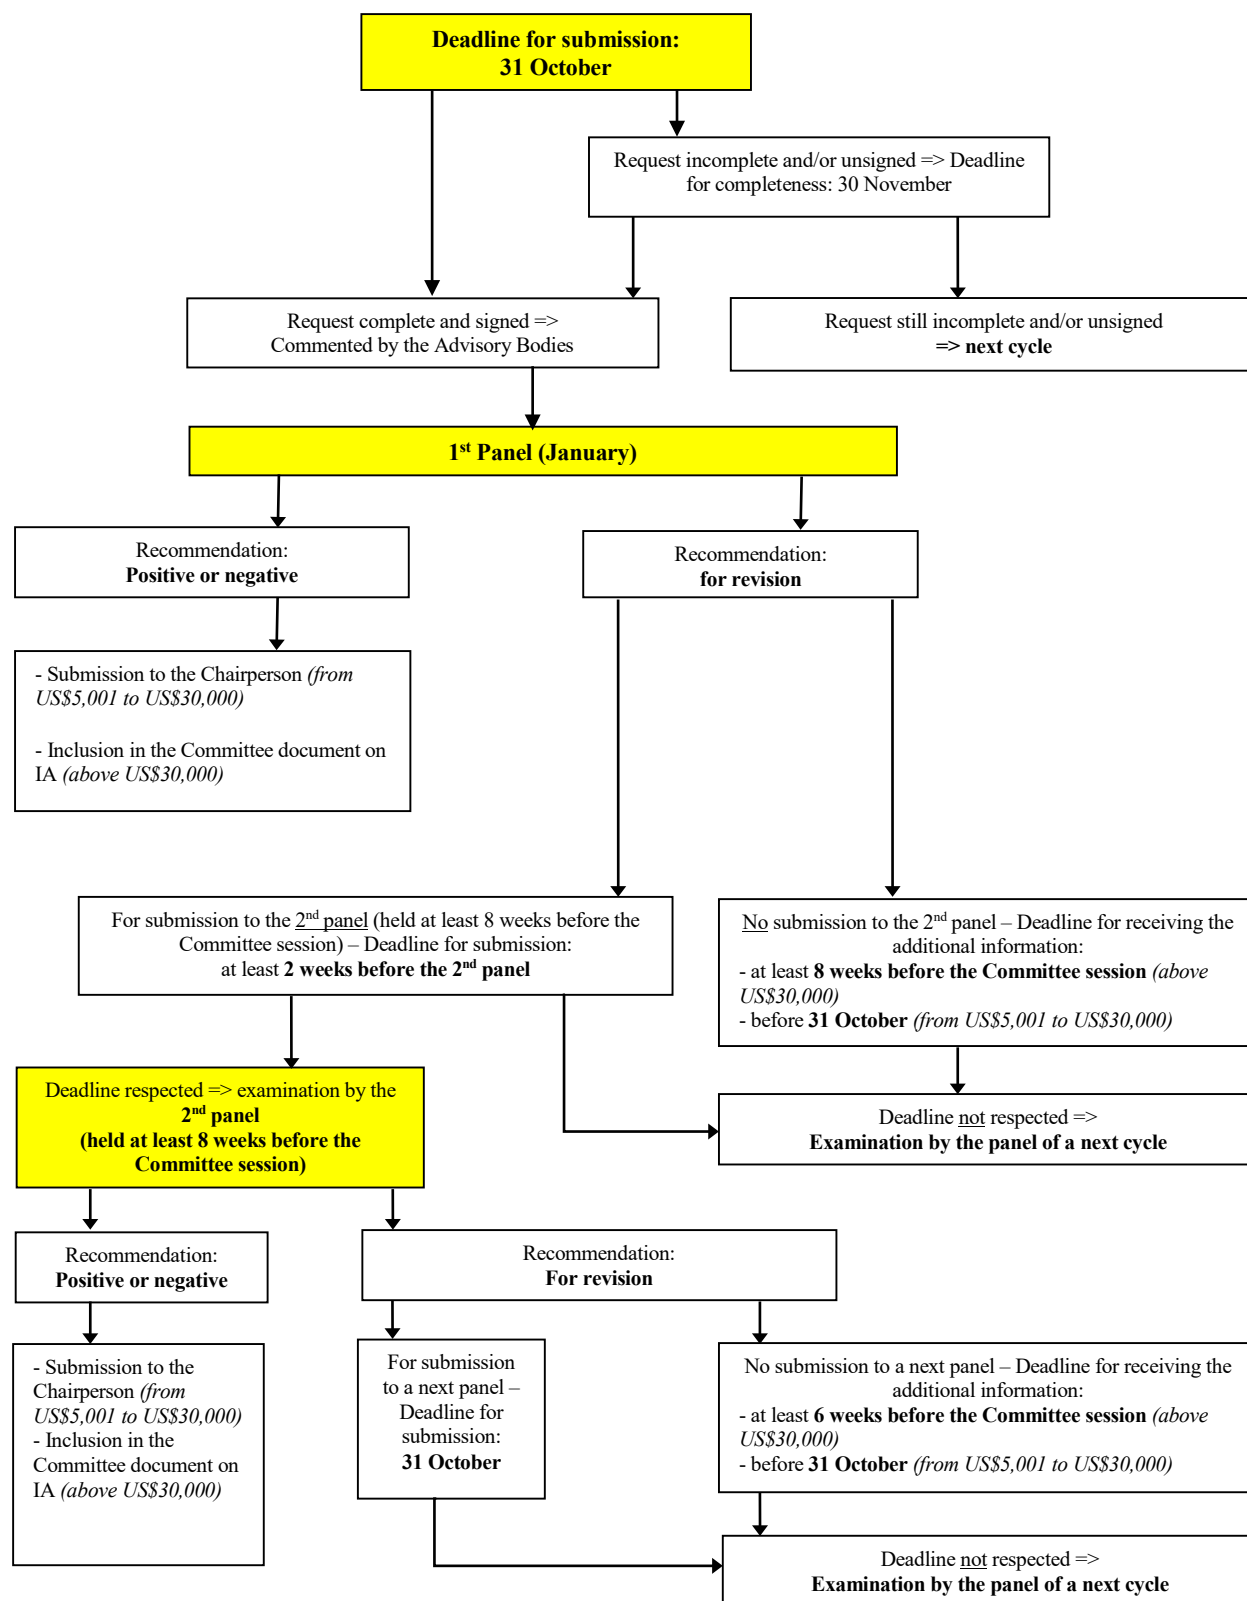 Deadline for submission:
31 October
Request incomplete and/or unsigned => Deadline
for completeness: 30 November
Request complete and signed =>
Commented by the Advisory Bodies
Request still incomplete and/or unsigned
=> next cycle
1st Panel (January)
Recommendation:
Positive or negative
Recommendation:
for revision
- Submission to the Chairperson (from
US$5,001 to US$30,000)
- Inclusion in the Committee document on
IA (above US$30,000)
For submission to the 2nd panel (held at least 8 weeks before the
Committee session) – Deadline for submission:
at least 2 weeks before the 2nd panel
No submission to the 2nd panel – Deadline for receiving the
additional information:
- at least 8 weeks before the Committee session (above
US$30,000)
- before 31 October (from US$5,001 to US$30,000)
Deadline respected => examination by the
2nd panel
(held at least 8 weeks before the
Committee session)
Deadline not respected =>
Examination by the panel of a next cycle
Recommendation:
Positive or negative
Recommendation:
For revision
- Submission to the
Chairperson (from
US$5,001 to US$30,000)
- Inclusion in the
Committee document on
IA (above US$30,000)
For submission
to a next panel –
Deadline for
submission:
31 October
No submission to a next panel – Deadline for receiving the
additional information:
- at least 6 weeks before the Committee session (above
US$30,000)
- before 31 October (from US$5,001 to US$30,000)
Deadline not respected =>
Examination by the panel of a next cycle